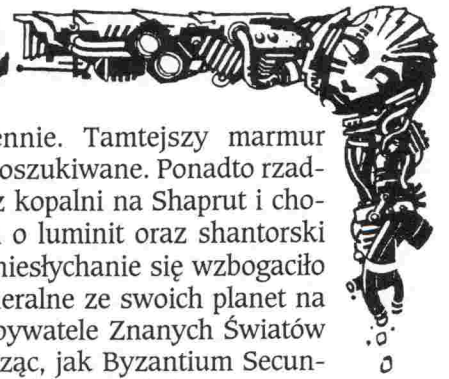 ennie. Tamtejszy marmur
oszukiwane. Ponadto rzad-
z kopalni na Shaprut i cho-
o luminit oraz shantorski
niesłychanie się wzbogaciło
neralne ze swoich planet na
bywatele Znanych Światów
ząc, jak Byzantium Secun-